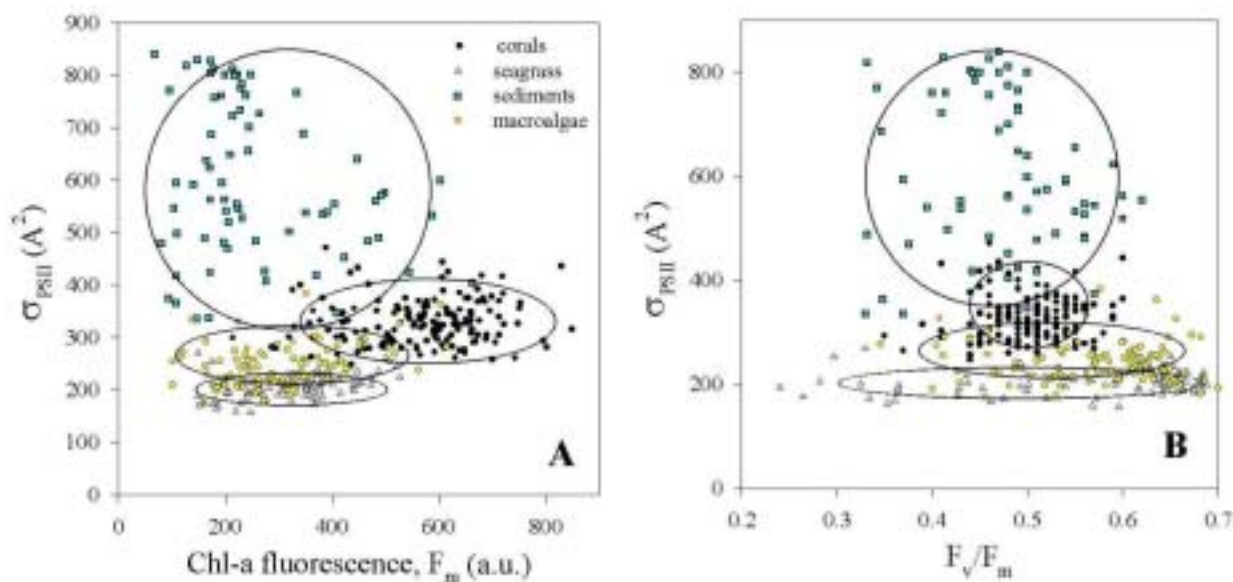 900
800
700
600
500
400
300
200
100
0
σPSII (A²)
corals
seagrass
sediments
macroalgae
A
0 200 400 600 800
Chl-a fluorescence, Fm (a.u.)
800
600
400
200
0
σPSII (A²)
B
0.2 0.3 0.4 0.5 0.6 0.7
Fv/Fm